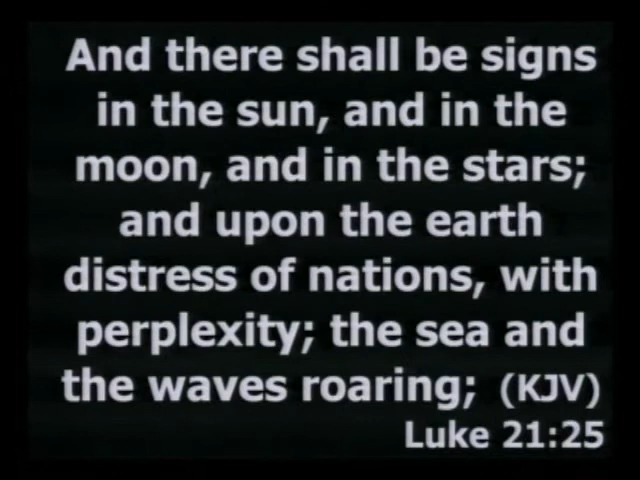 And there shall be signs
in the sun, and in the
moon, and in the stars;
and upon the earth
distress of nations, with
perplexity; the sea and
the waves roaring; (KJV)
Luke 21:25